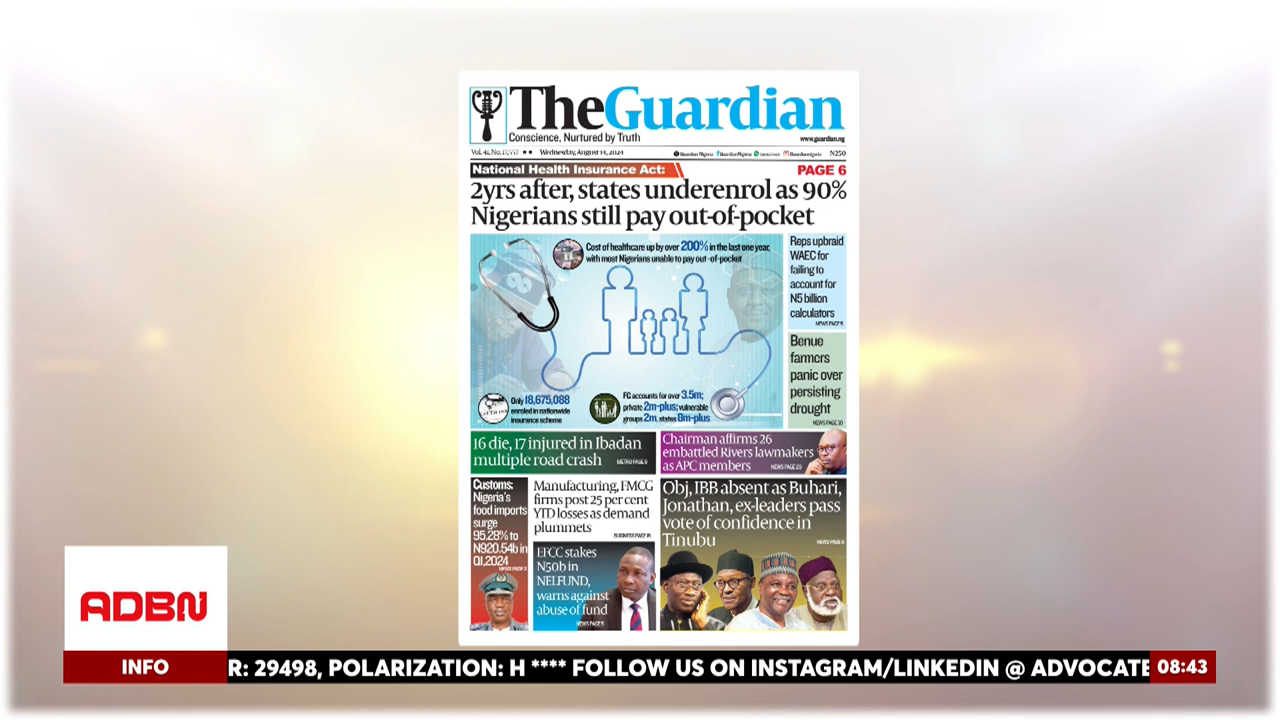 TheGuardian
Conscience, Nurtured by Truth
www.guardian.ng
Wednesday, August 14, 2024
N250
National Health Insurance Act:
PAGE 6
2yrs after, states underenrol as 90%
Nigerians still pay out-of-pocket
Cost of healthcare up by over 200% in the last one year,
with most Nigerians unable to pay out-of-pocket
Only 18,675,088
enroled in nationwide
insurance scheme
FG accounts for over 3.5m;
private 2m-plus; vulnerable
groups 2m, states 8m-plus
Reps upbraid
WAEC for
failing to
account for
N5 billion
calculators
Benue
farmers
panic over
persisting
drought
16 die, 17 injured in Ibadan
multiple road crash
Chairman affirms 26
embattled Rivers lawmakers
as APC members
Customs:
Nigeria's
food imports
surge
95.28% to
N920.54b in
Q1,2024
Manufacturing, FMCG
firms post 25 per cent
YTD losses as demand
plummets
EFCC stakes
N50b in
NELFUND,
warns against
abuse of fund
Obj, IBB absent as Buhari,
Jonathan, ex-leaders pass
vote of confidence in
Tinubu
ADBN
INFO
R: 29498, POLARIZATION: H **** FOLLOW US ON INSTAGRAM/LINKEDIN @ ADVOCATE
08:43